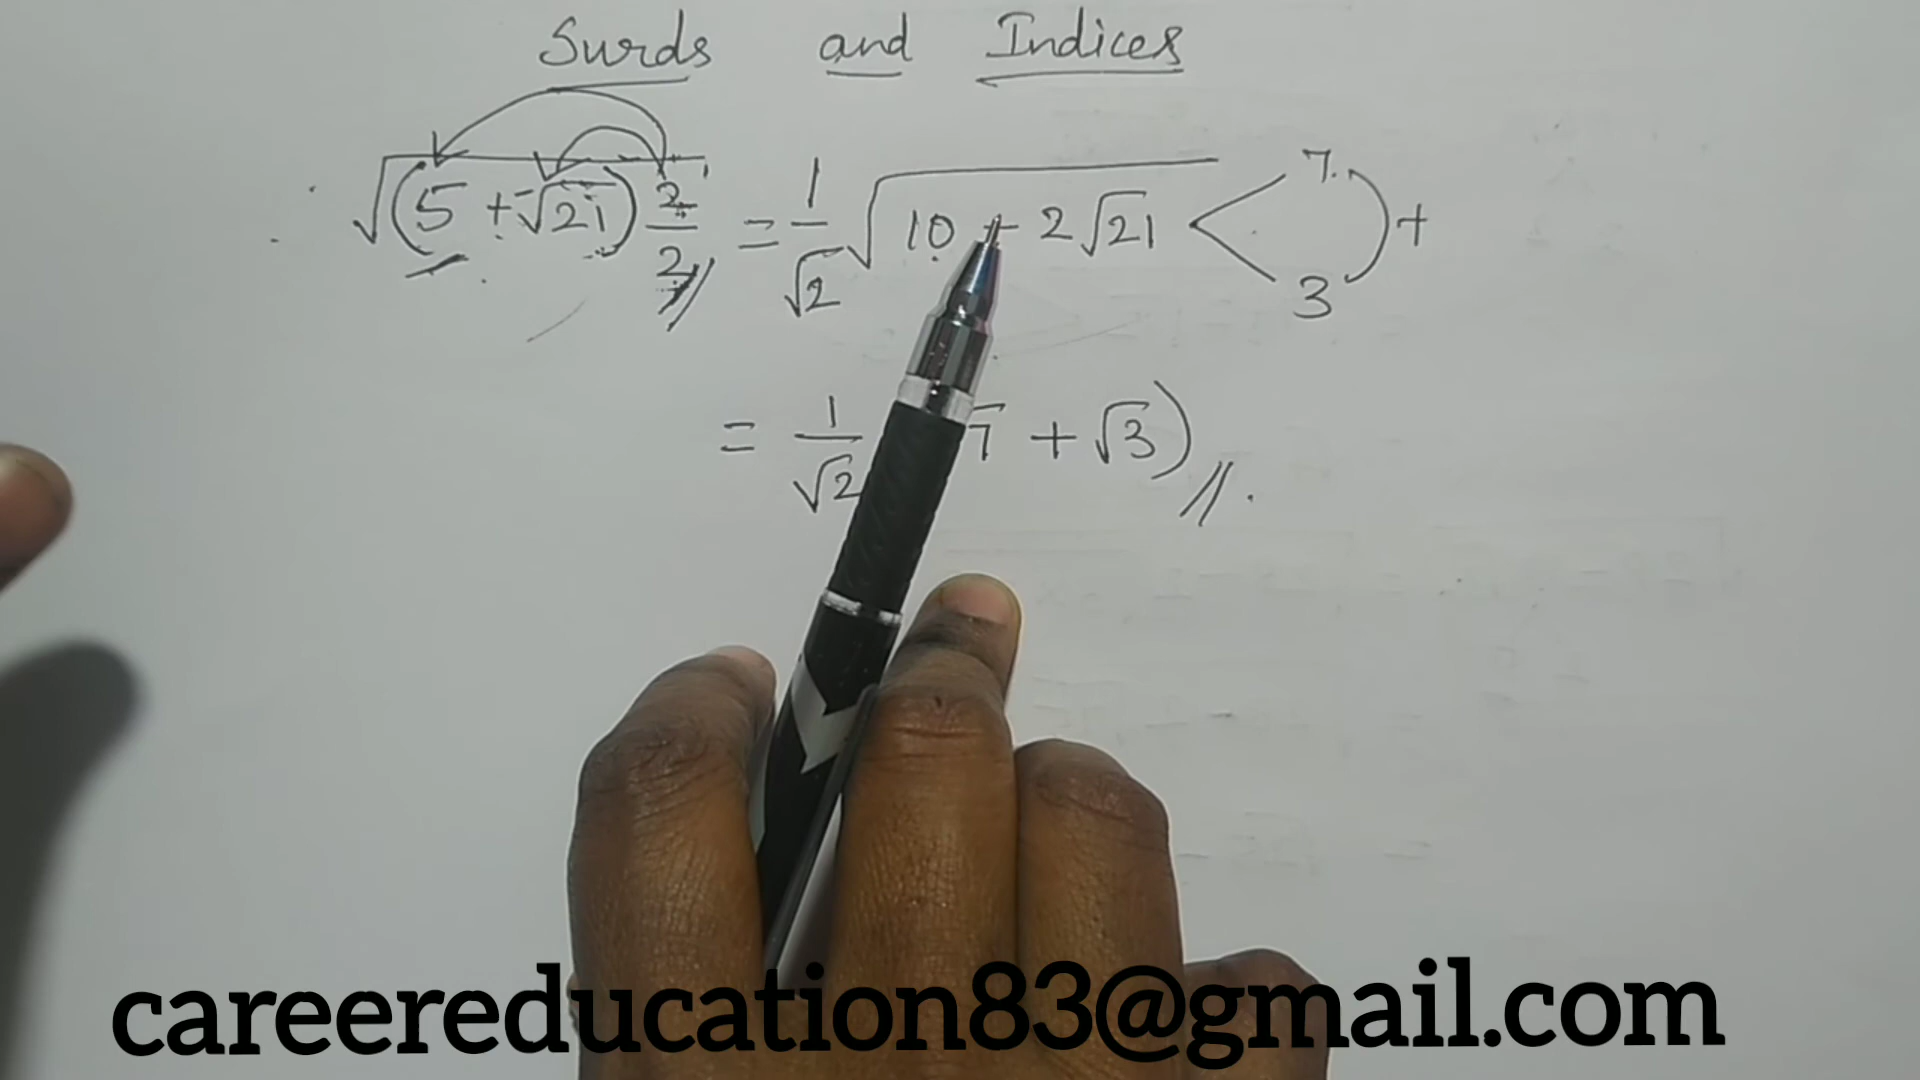 Surds and Indices
√(5 + √21) 2/2 = 1/√2 √10 + 2√21 < 7 3 ) +
= 1/√2 7 + √3) //.
careereducation83@gmail.com